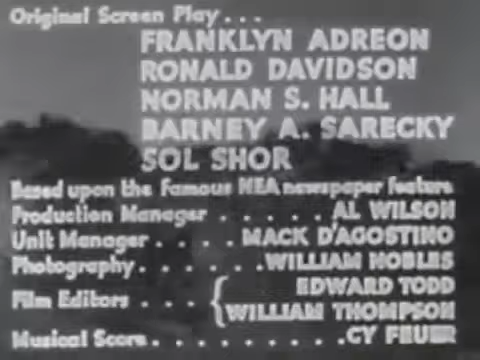 Original Screen Play...
FRANKLYN ADREON
RONALD DAVIDSON
NORMAN S. HALL
BARNEY A. SARECKY
SOL SHOR
Based upon the famous NEA newspaper feature
Production Manager ..... AL WILSON
Unit Manager .... MACK D'AGOSTINO
Photography ...... WILLIAM NOBLES
Film Editors ... { EDWARD TODD
WILLIAM THOMPSON
Musical Score ......... CY FEUER